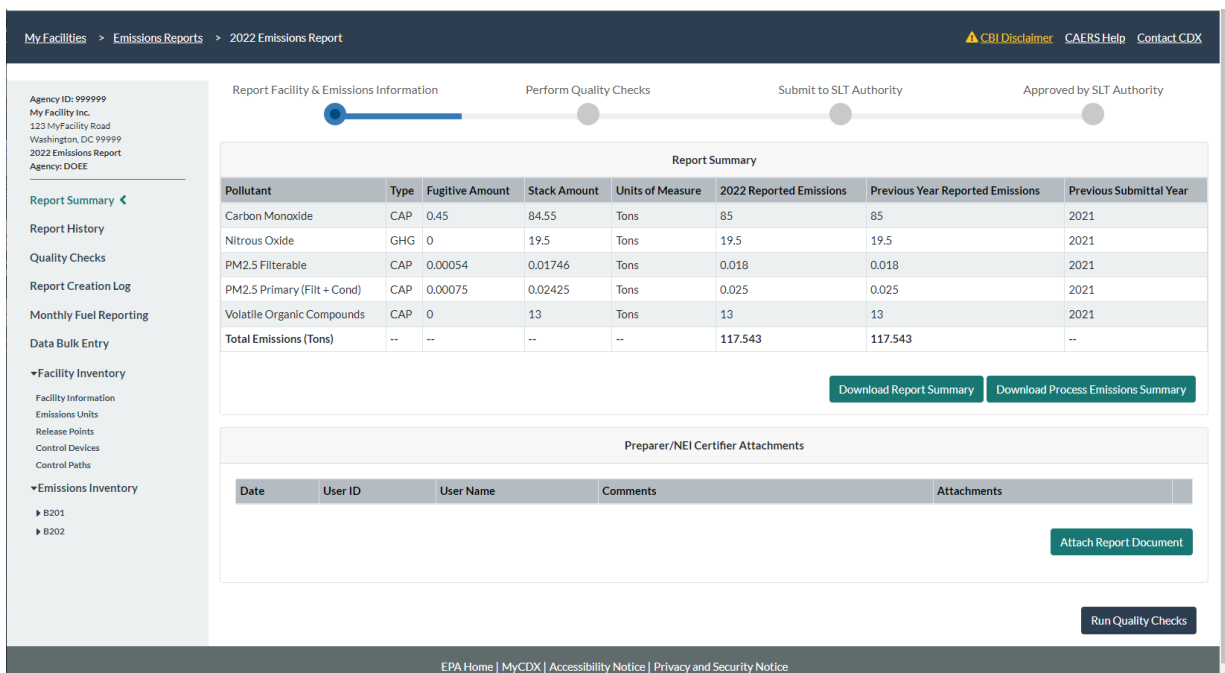 My Facilities > Emissions Reports > 2022 Emissions Report
CBI Disclaimer CAERS Help Contact CDX
Agency ID: 999999
My Facility Inc.
123 MyFacility Road
Washington, DC 99999
2022 Emissions Report
Agency: DOEE
Report Summary
Report History
Quality Checks
Report Creation Log
Monthly Fuel Reporting
Data Bulk Entry
Facility Inventory
Facility Information
Emissions Units
Release Points
Control Devices
Control Paths
Emissions Inventory
B201
B202
Report Facility & Emissions Information Perform Quality Checks Submit to SLT Authority Approved by SLT Authority
Report Summary
Pollutant Type Fugitive Amount Stack Amount Units of Measure 2022 Reported Emissions Previous Year Reported Emissions Previous Submittal Year
Carbon Monoxide CAP 0.45 84.55 Tons 85 85 2021
Nitrous Oxide GHG 0 19.5 Tons 19.5 19.5 2021
PM2.5 Filterable CAP 0.00054 0.01746 Tons 0.018 0.018 2021
PM2.5 Primary (Filt + Cond) CAP 0.00075 0.02425 Tons 0.025 0.025 2021
Volatile Organic Compounds CAP 0 13 Tons 13 13 2021
Total Emissions (Tons) -- -- -- -- 117.543 117.543 --
Download Report Summary Download Process Emissions Summary
Preparer/NEI Certifier Attachments
Date User ID User Name Comments Attachments
Attach Report Document
Run Quality Checks
EPA Home | MyCDX | Accessibility Notice | Privacy and Security Notice